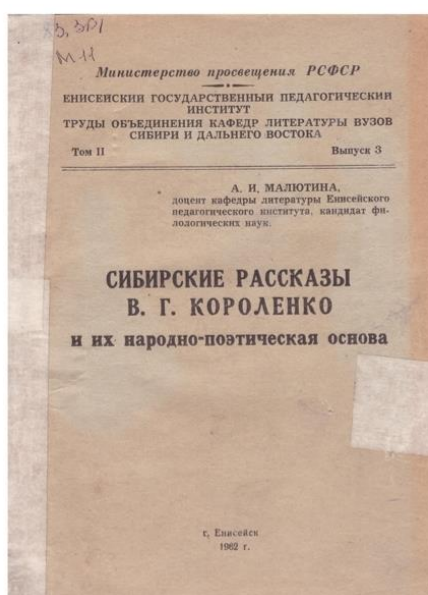 М-11
Министерство просвещения РСФСР
ЕНИСЕЙСКИЙ ГОСУДАРСТВЕННЫЙ ПЕДАГОГИЧЕСКИЙ
ИНСТИТУТ
ТРУДЫ ОБЪЕДИНЕНИЯ КАФЕДР ЛИТЕРАТУРЫ ВУЗОВ
СИБИРИ И ДАЛЬНЕГО ВОСТОКА
Том II Выпуск 3
А. И. МАЛЮТИНА,
доцент кафедры литературы Енисейского
педагогического института, кандидат фи-
лологических наук.
СИБИРСКИЕ РАССКАЗЫ
В. Г. КОРОЛЕНКО
и их народно-поэтическая основа
г. Енисейск
1962 г.